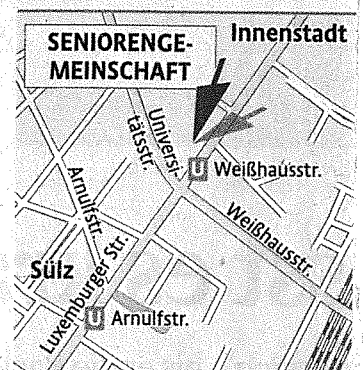 Innenstadt
SENIORENGE-
MEINSCHAFT
Universi-
tätsstr.
U Weißhausstr.
Arnulfstr.
Weißhausstr.
Sülz
Luxemburger Str.
U Arnulfstr.